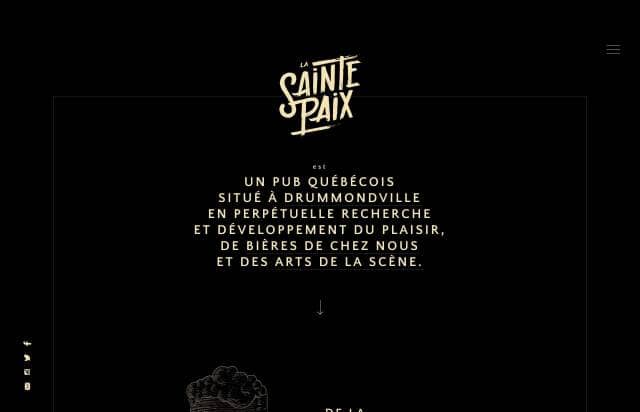 LA
SAINTE
PAIX
est
UN PUB QUÉBÉCOIS
SITUÉ À DRUMMONDVILLE
EN PERPÉTUELLE RECHERCHE
ET DÉVELOPPEMENT DU PLAISIR,
DE BIÈRES DE CHEZ NOUS
ET DES ARTS DE LA SCÈNE.
DE LA